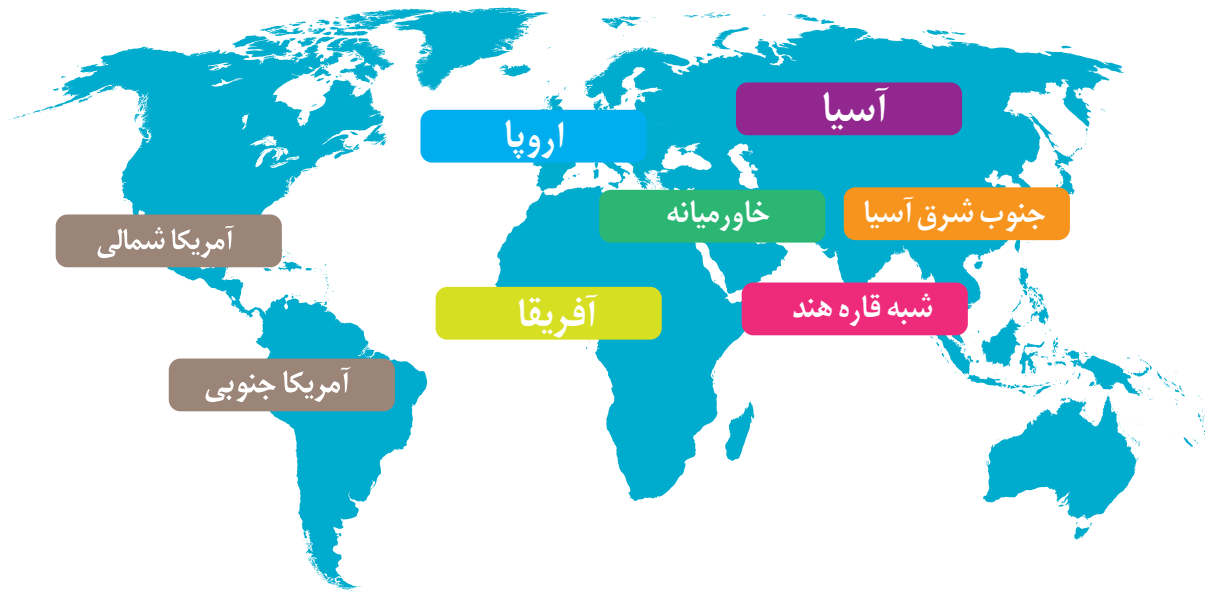 آسیا
اروپا
خاورمیانه
جنوب شرق آسیا
آمریکا شمالی
شبه قاره هند
آفریقا
آمریکا جنوبی